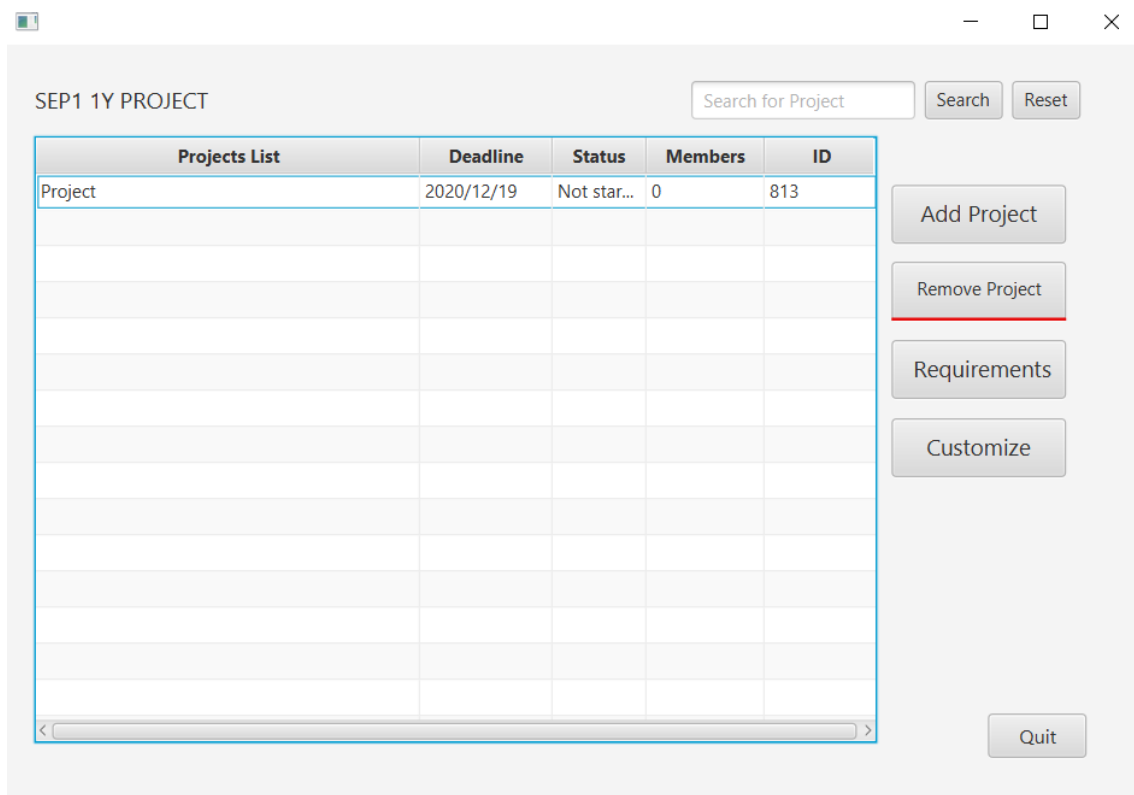 SEP1 1Y PROJECT
Search for Project Search Reset
Projects List Deadline Status Members ID
Project 2020/12/19 Not star... 0 813
Add Project
Remove Project
Requirements
Customize
Quit